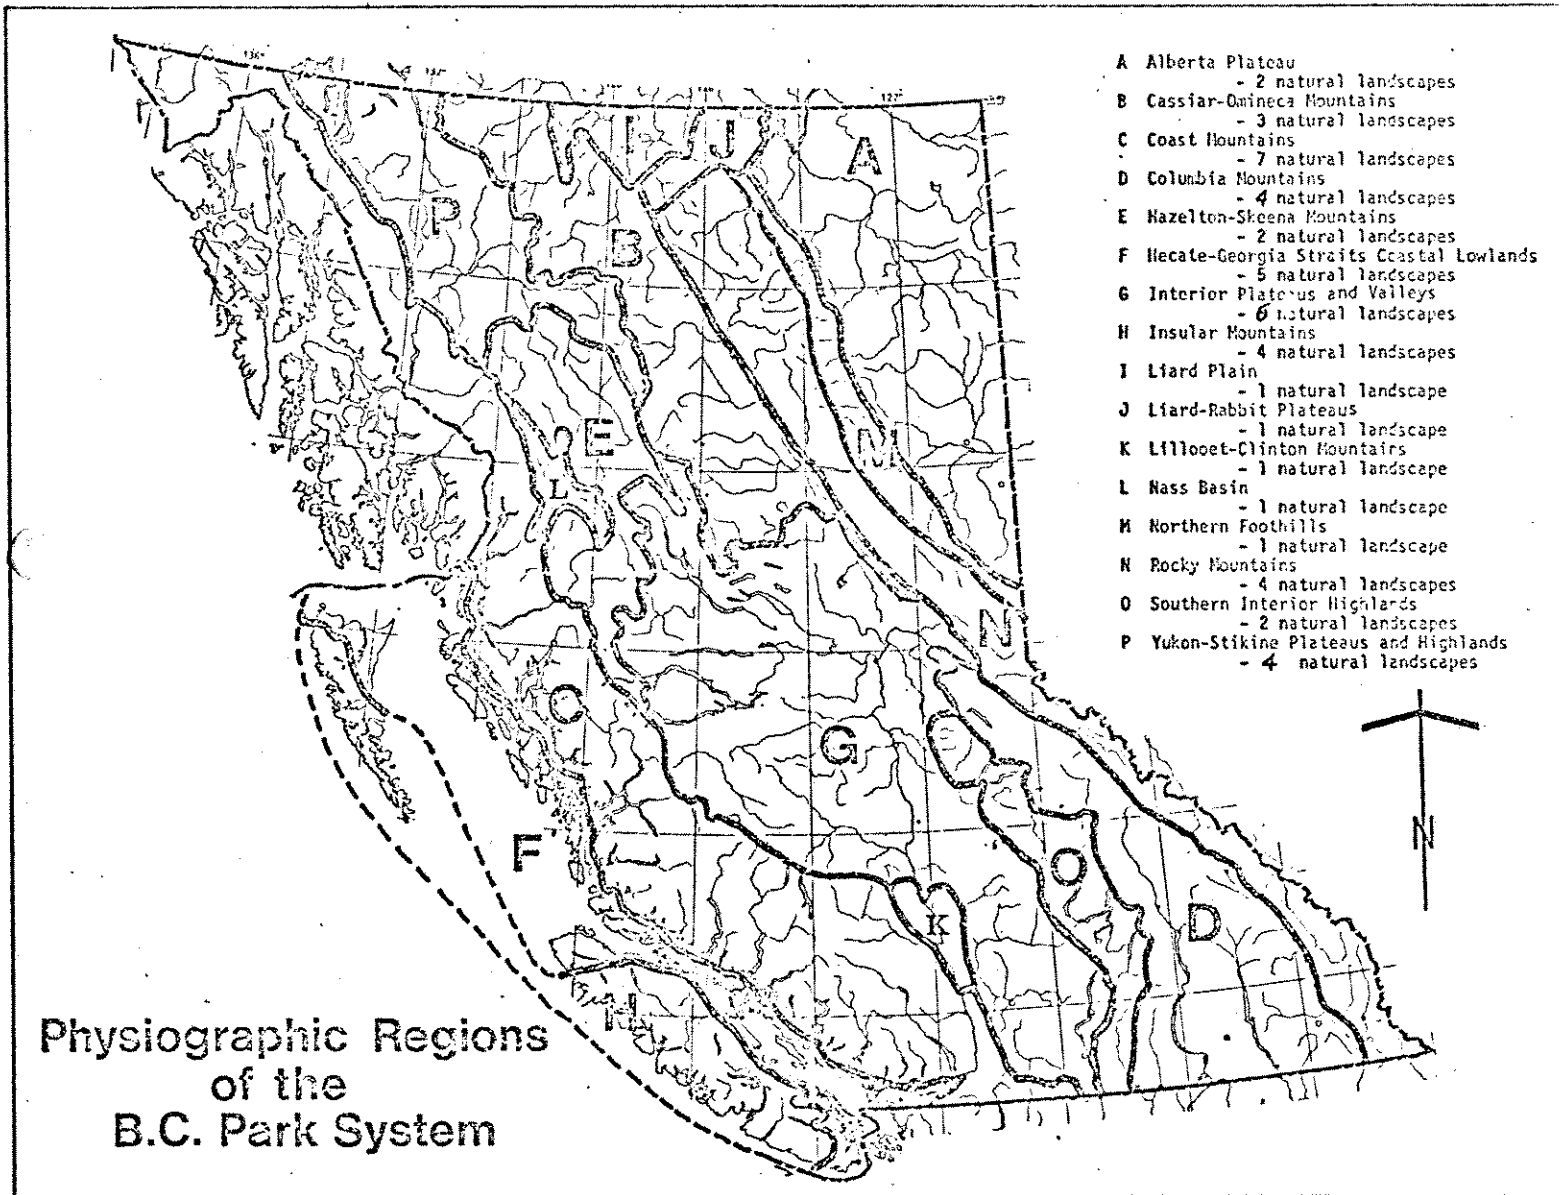 A Alberta Plateau
- 2 natural landscapes
B Cassiar-Omineca Mountains
- 3 natural landscapes
C Coast Mountains
- 7 natural landscapes
D Columbia Mountains
- 4 natural landscapes
E Hazelton-Skeena Mountains
- 2 natural landscapes
F Hecate-Georgia Straits Coastal Lowlands
- 5 natural landscapes
G Interior Plateaus and Valleys
- 6 natural landscapes
H Insular Mountains
- 4 natural landscapes
I Liard Plain
- 1 natural landscape
J Liard-Rabbit Plateaus
- 1 natural landscape
K Lillooet-Clinton Mountains
- 1 natural landscape
L Nass Basin
- 1 natural landscape
M Northern Foothills
- 1 natural landscape
N Rocky Mountains
- 4 natural landscapes
O Southern Interior Highlands
- 2 natural landscapes
P Yukon-Stikine Plateaus and Highlands
- 4 natural landscapes
I
J
A
P
B
E
M
L
N
C
G
F
O
K
D
H
N
Physiographic Regions
of the
B.C. Park System